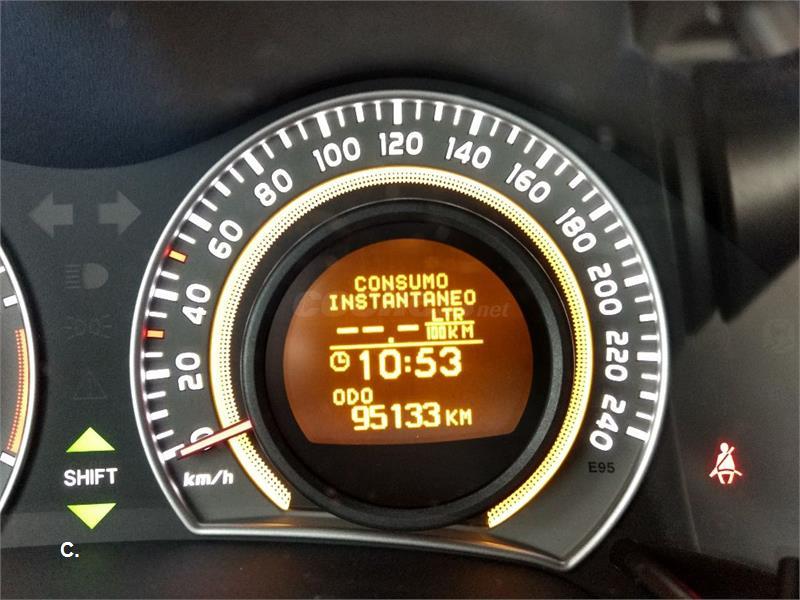 0
20
40
60
80
100
120
140
160
180
200
220
240
km/h
E95
CONSUMO
INSTANTANEO
--.- LTR
100KM
10:53
ODO
95133 KM
SHIFT
C.